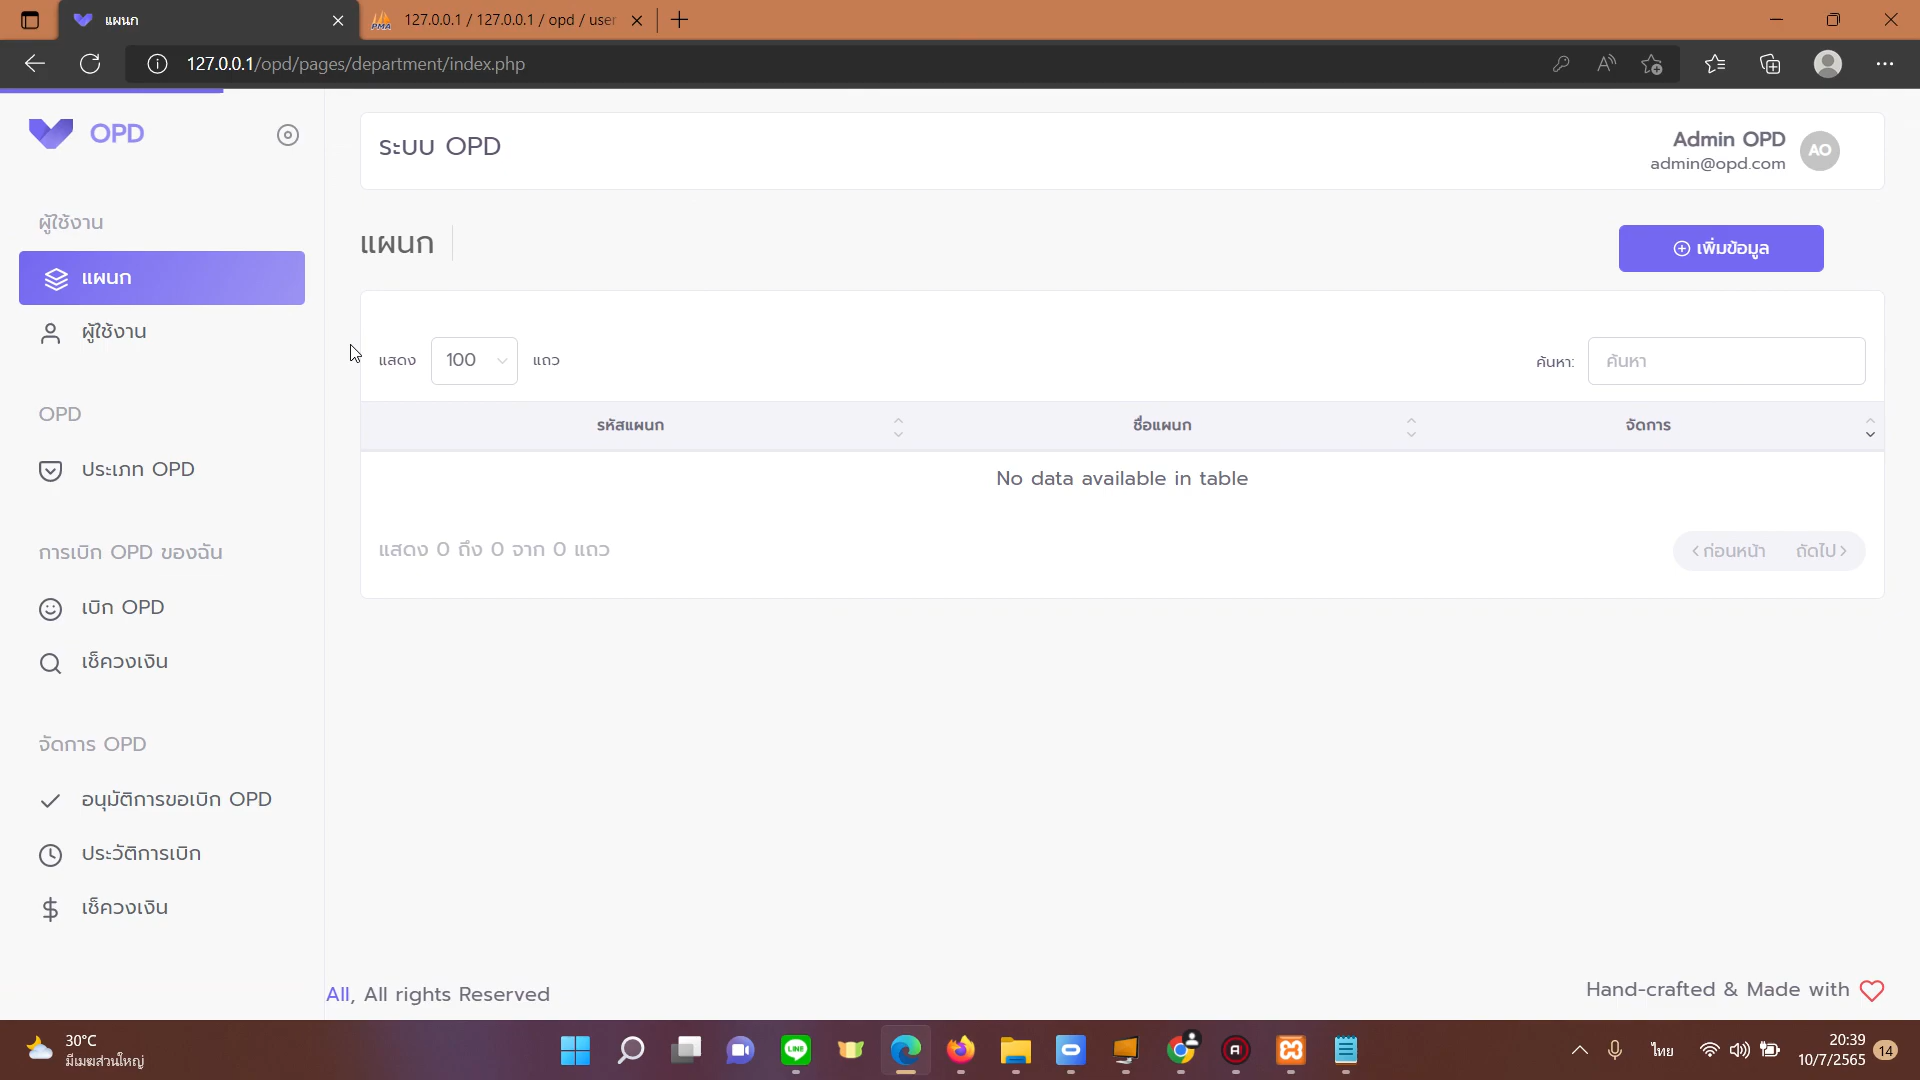 แผนก
127.0.0.1 / 127.0.0.1 / opd / user
127.0.0.1/opd/pages/department/index.php
OPD
ระบบ OPD
Admin OPD
admin@opd.com
AO
ผู้ใช้งาน
แผนก
เพิ่มข้อมูล
แผนก
ผู้ใช้งาน
แสดง 100 แถว
ค้นหา: ค้นหา
รหัสแผนก ชื่อแผนก จัดการ
No data available in table
แสดง 0 ถึง 0 จาก 0 แถว
ก่อนหน้า ถัดไป
OPD
ประเภท OPD
การเบิก OPD ของฉัน
เบิก OPD
เช็ควงเงิน
จัดการ OPD
อนุมัติการขอเบิก OPD
ประวัติการเบิก
เช็ควงเงิน
All, All rights Reserved
Hand-crafted & Made with
30°C
มีเมฆส่วนใหญ่
LINE
ไทย
20:39
10/7/2565
14